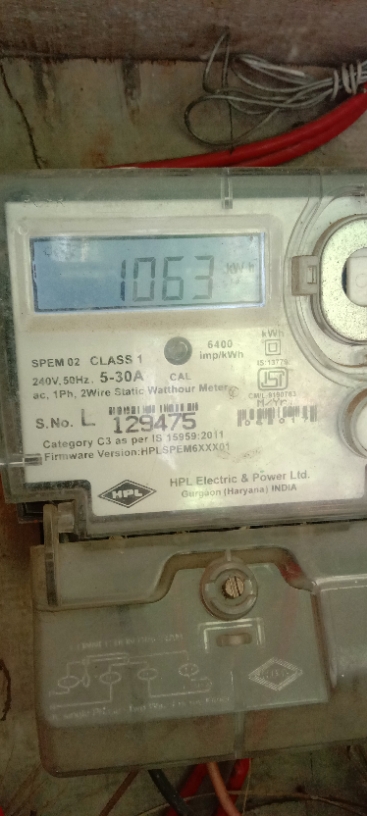 1063 kWh
6400
imp/kWh
kWh
SPEM 02 CLASS 1
240V, 50Hz. 5-30A CAL
ac, 1Ph, 2Wire Static Watthour Meter
S.No. L 129475
Category C3 as per IS 15959:2011
Firmware Version:HPLSPEM6XXX01
HPL
HPL Electric & Power Ltd.
Gurgaon (Haryana) INDIA